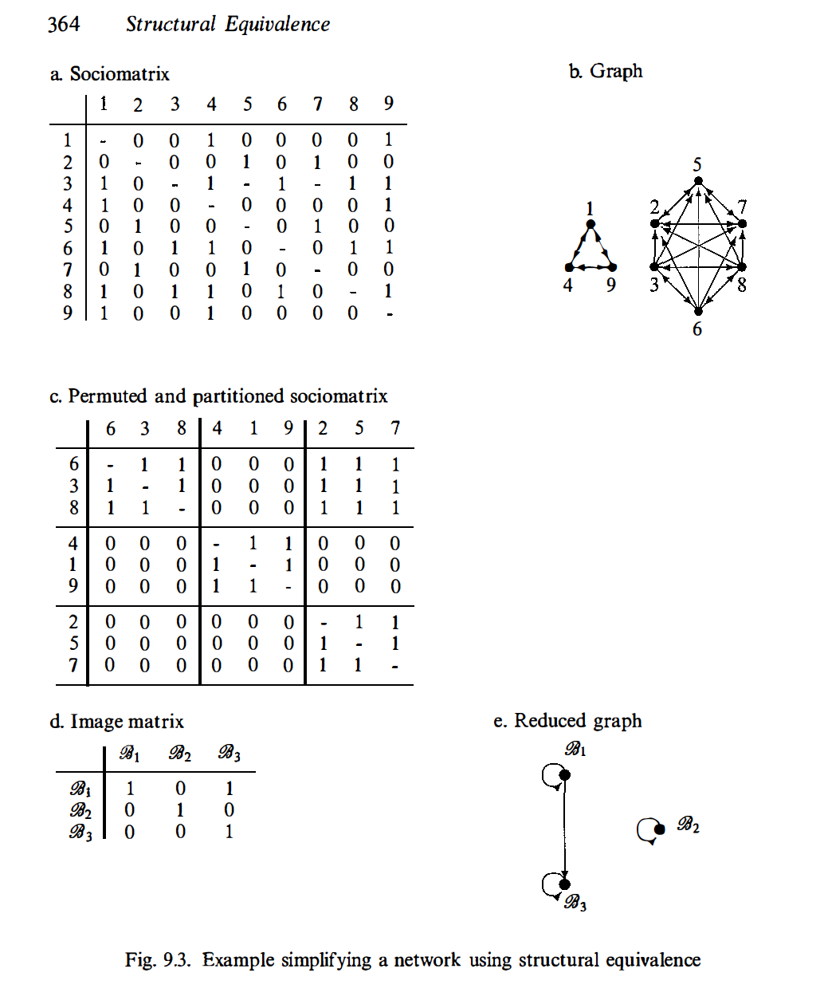 364 Structural Equivalence
a. Sociomatrix
1 2 3 4 5 6 7 8 9
1 - 0 0 1 0 0 0 0 1
2 0 - 0 0 1 0 1 0 0
3 1 0 - 1 - 1 - 1 1
4 1 0 0 - 0 0 0 0 1
5 0 1 0 0 - 0 1 0 0
6 1 0 1 1 0 - 0 1 1
7 0 1 0 0 1 0 - 0 0
8 1 0 1 1 0 1 0 - 1
9 1 0 0 1 0 0 0 0 -
b. Graph
1
4 9
5
2 7
3 8
6
c. Permuted and partitioned sociomatrix
6 3 8 4 1 9 2 5 7
6 - 1 1 0 0 0 1 1 1
3 1 - 1 0 0 0 1 1 1
8 1 1 - 0 0 0 1 1 1
4 0 0 0 - 1 1 0 0 0
1 0 0 0 1 - 1 0 0 0
9 0 0 0 1 1 - 0 0 0
2 0 0 0 0 0 0 - 1 1
5 0 0 0 0 0 0 1 - 1
7 0 0 0 0 0 0 1 1 -
d. Image matrix
ℬ1 ℬ2 ℬ3
ℬ1 1 0 1
ℬ2 0 1 0
ℬ3 0 0 1
e. Reduced graph
ℬ1
ℬ2
ℬ3
Fig. 9.3. Example simplifying a network using structural equivalence